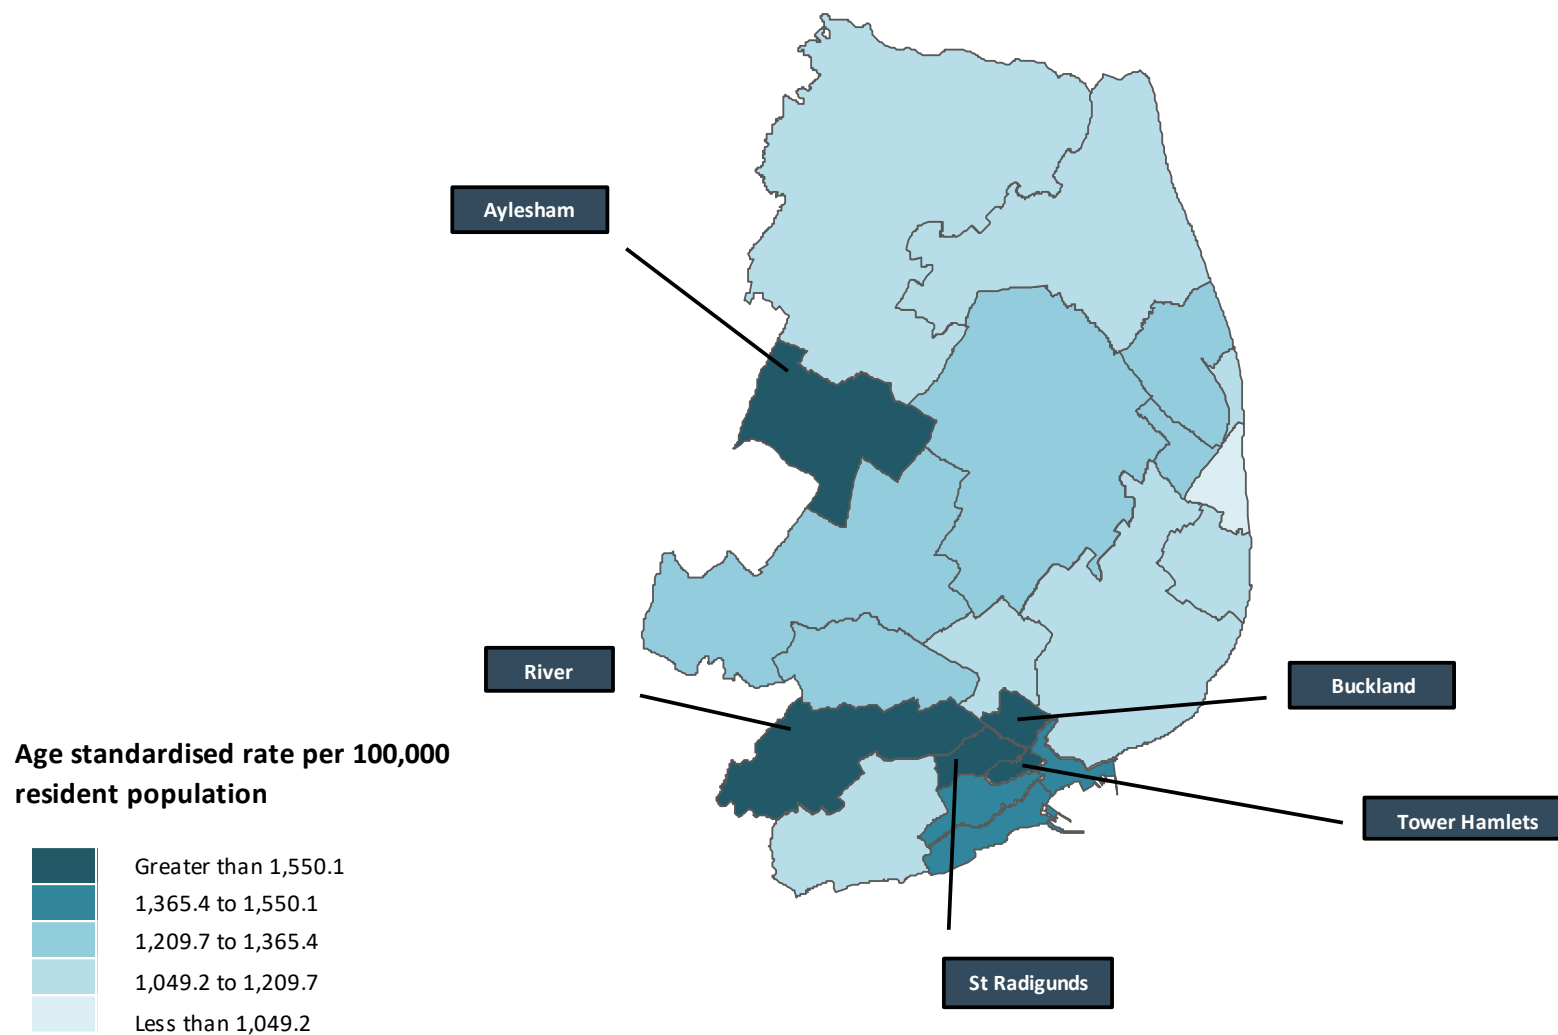 Aylesham
River
Buckland
Age standardised rate per 100,000
resident population
Tower Hamlets
Greater than 1,550.1
1,365.4 to 1,550.1
1,209.7 to 1,365.4
1,049.2 to 1,209.7
Less than 1,049.2
St Radigunds